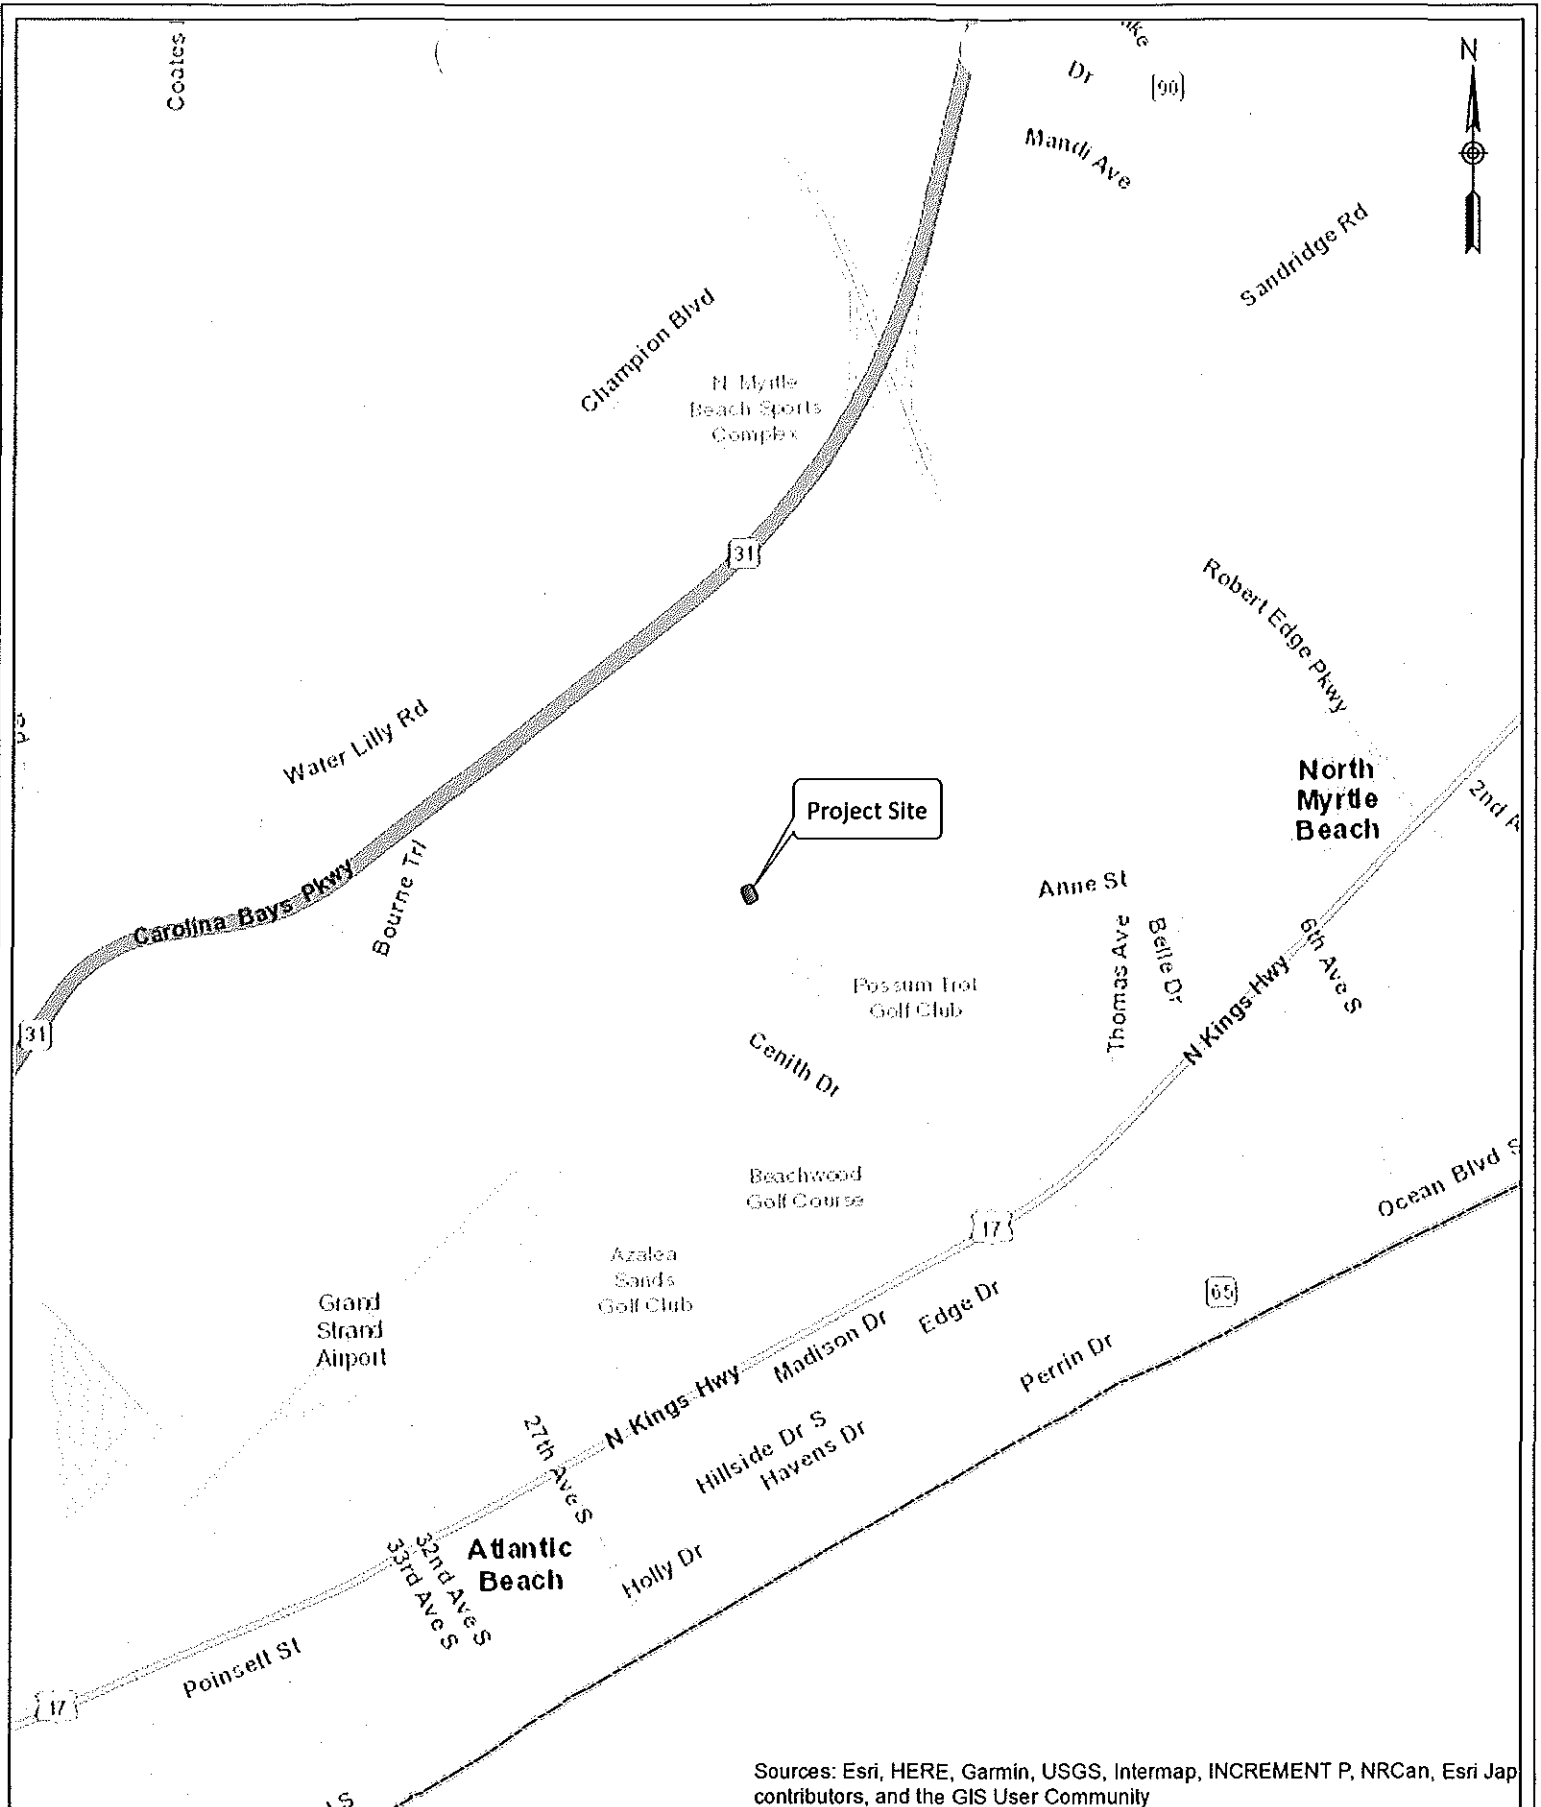 Coates
Dr
90
N
Mandi Ave
Sandridge Rd
Champion Blvd
N Myrtle
Beach Sports
Complex
31
Robert Edge Pkwy
Water Lilly Rd
North
Myrtle
Beach
2nd A
Project Site
Carolina Bays Pkwy
Bourne Trl
Anne St
Thomas Ave
Belle Dr
6th Ave S
N Kings Hwy
Possum Trot
Golf Club
31
Cenith Dr
Beachwood
Golf Course
Ocean Blvd S
17
Azalea
Sands
Golf Club
Grand
Strand
Airport
65
Edge Dr
Madison Dr
Perrin Dr
N Kings Hwy
27th Ave S
Hillside Dr S
Havens Dr
Atlantic
Beach
32nd Ave S
33rd Ave S
Holly Dr
Poinsett St
17
Sources: Esri, HERE, Garmin, USGS, Intermap, INCREMENT P, NRCan, Esri Jap
contributors, and the GIS User Community